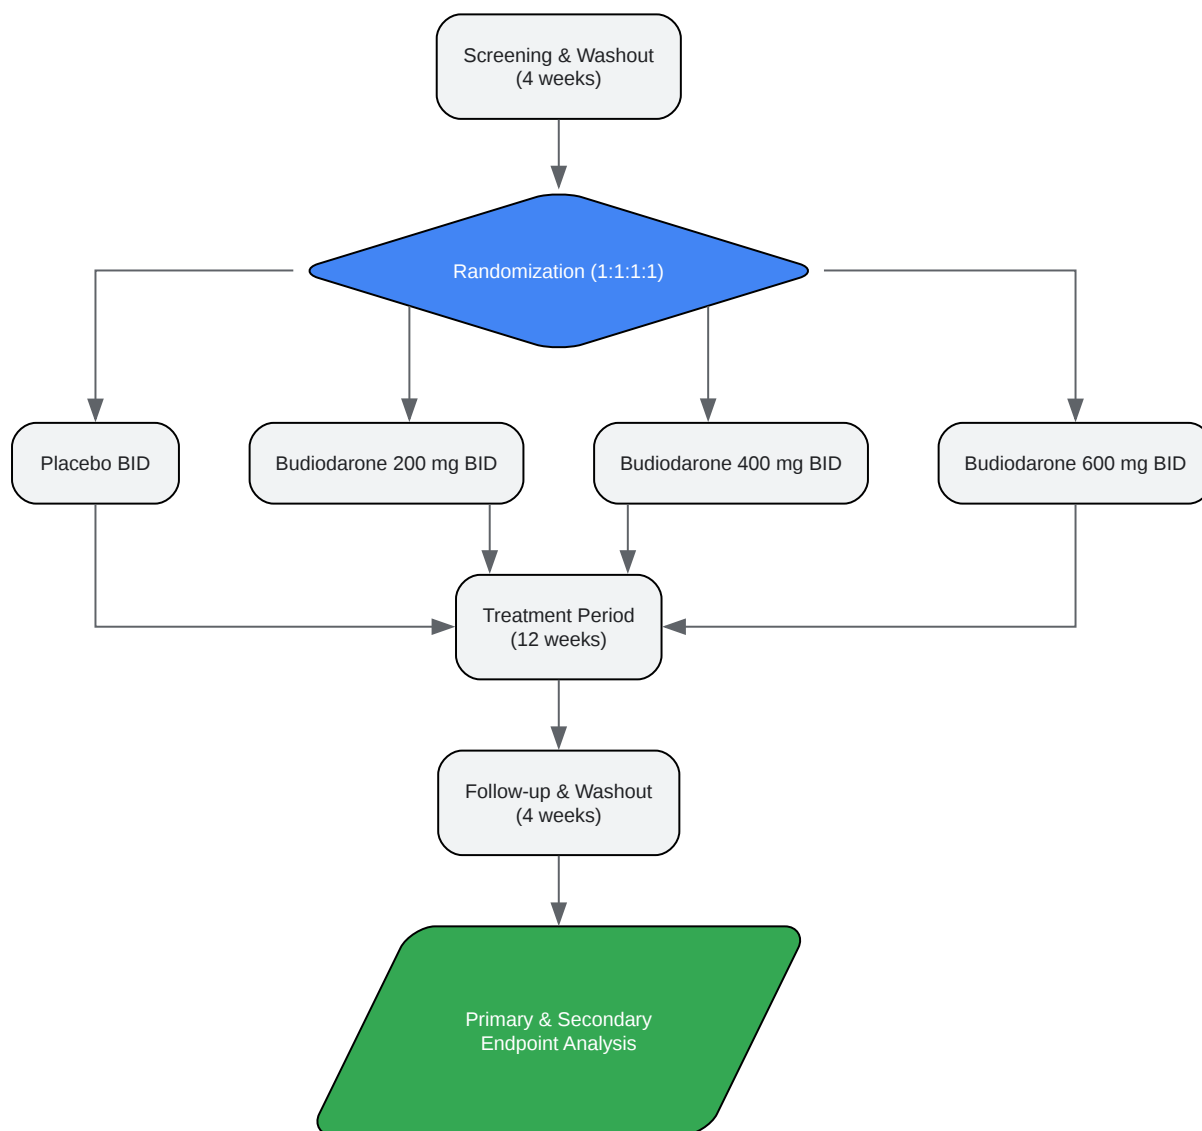 Screening & Washout
(4 weeks)
Randomization (1:1:1:1)
Placebo BID
Budiodarone 200 mg BID
Budiodarone 400 mg BID
Budiodarone 600 mg BID
Treatment Period
(12 weeks)
Follow-up & Washout
(4 weeks)
Primary & Secondary
Endpoint Analysis